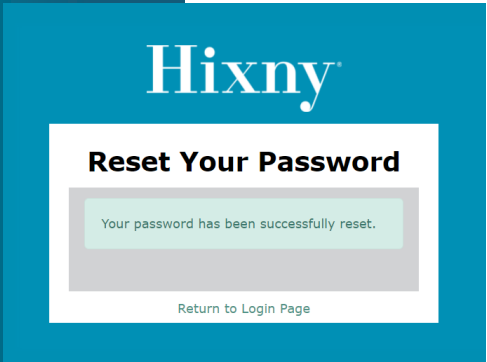 Hixny®
Reset Your Password
Your password has been successfully reset.
Return to Login Page